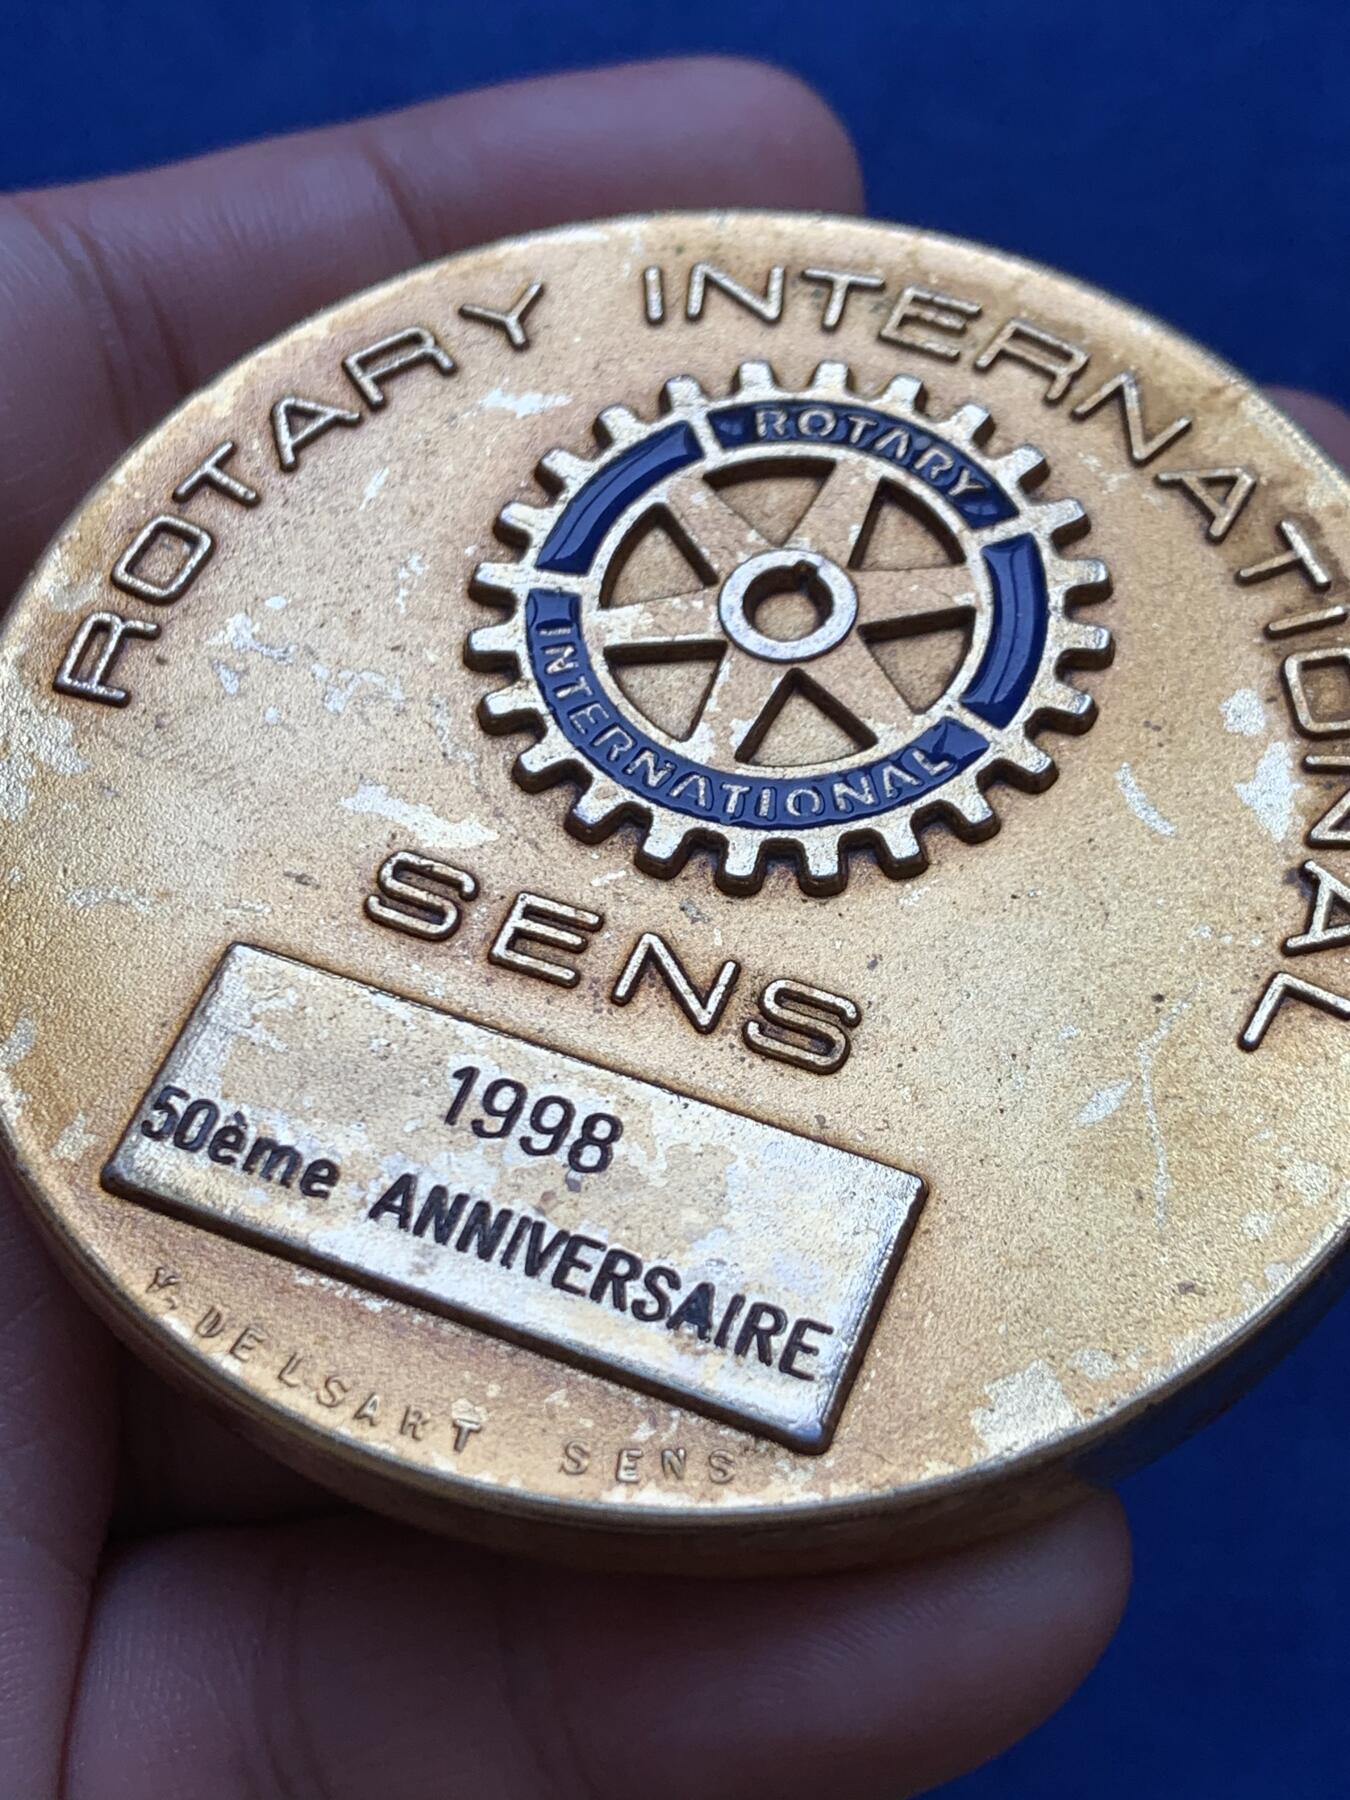 ROTARY INTERNATIONAL
ROTARY
INTERNATIONAL
SENS
1998
50ème ANNIVERSAIRE
DELSART SENS